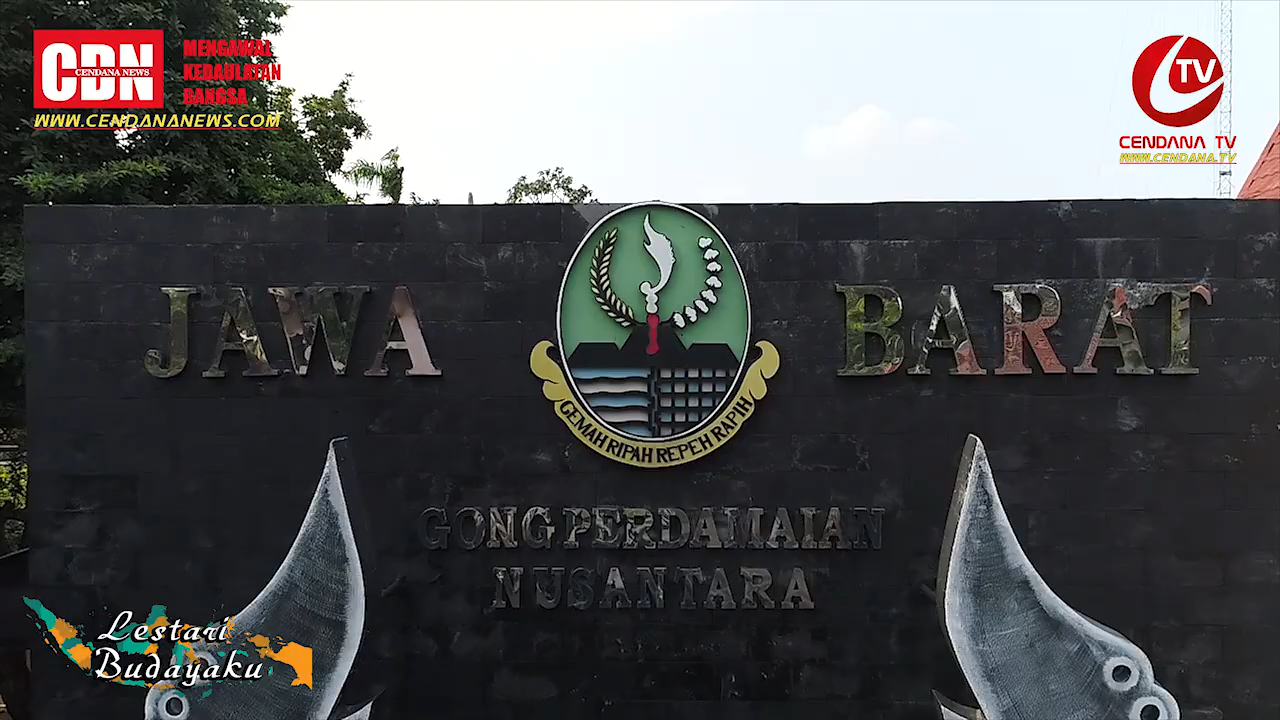 CDN
CENDANA NEWS
MENGAWAL
KEDAULATAN
BANGSA
WWW.CENDANANEWS.COM
TV
CENDANA TV
WWW.CENDANA.TV
JAWA BARAT
GEMAH RIPAH REPEH RAPIH
GONG PERDAMAIAN
NUSANTARA
Lestari
Budayaku